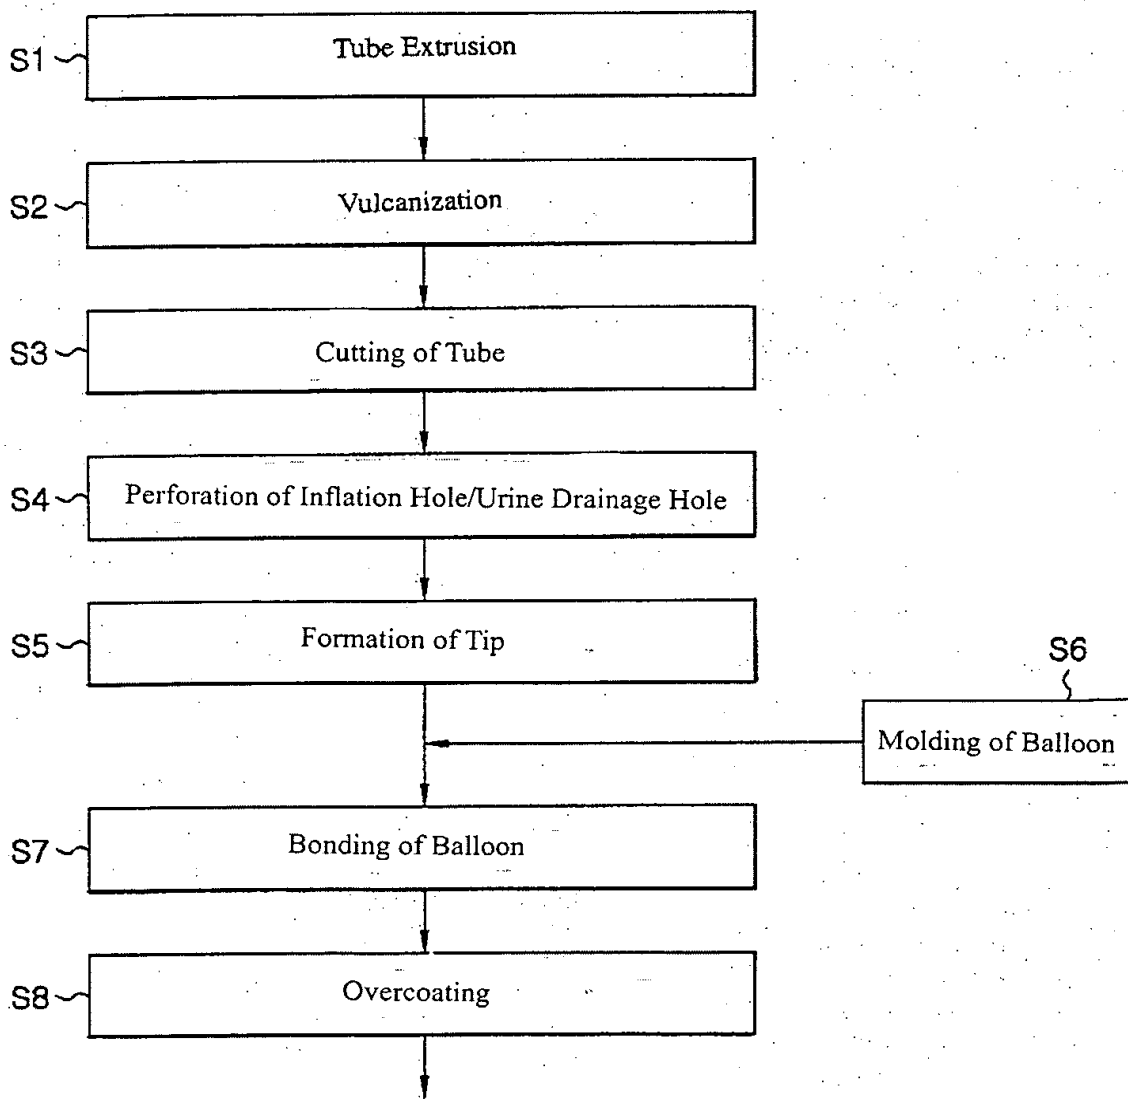 S1
Tube Extrusion
S2
Vulcanization
S3
Cutting of Tube
S4
Perforation of Inflation Hole/Urine Drainage Hole
S5
Formation of Tip
S6
Molding of Balloon
S7
Bonding of Balloon
S8
Overcoating